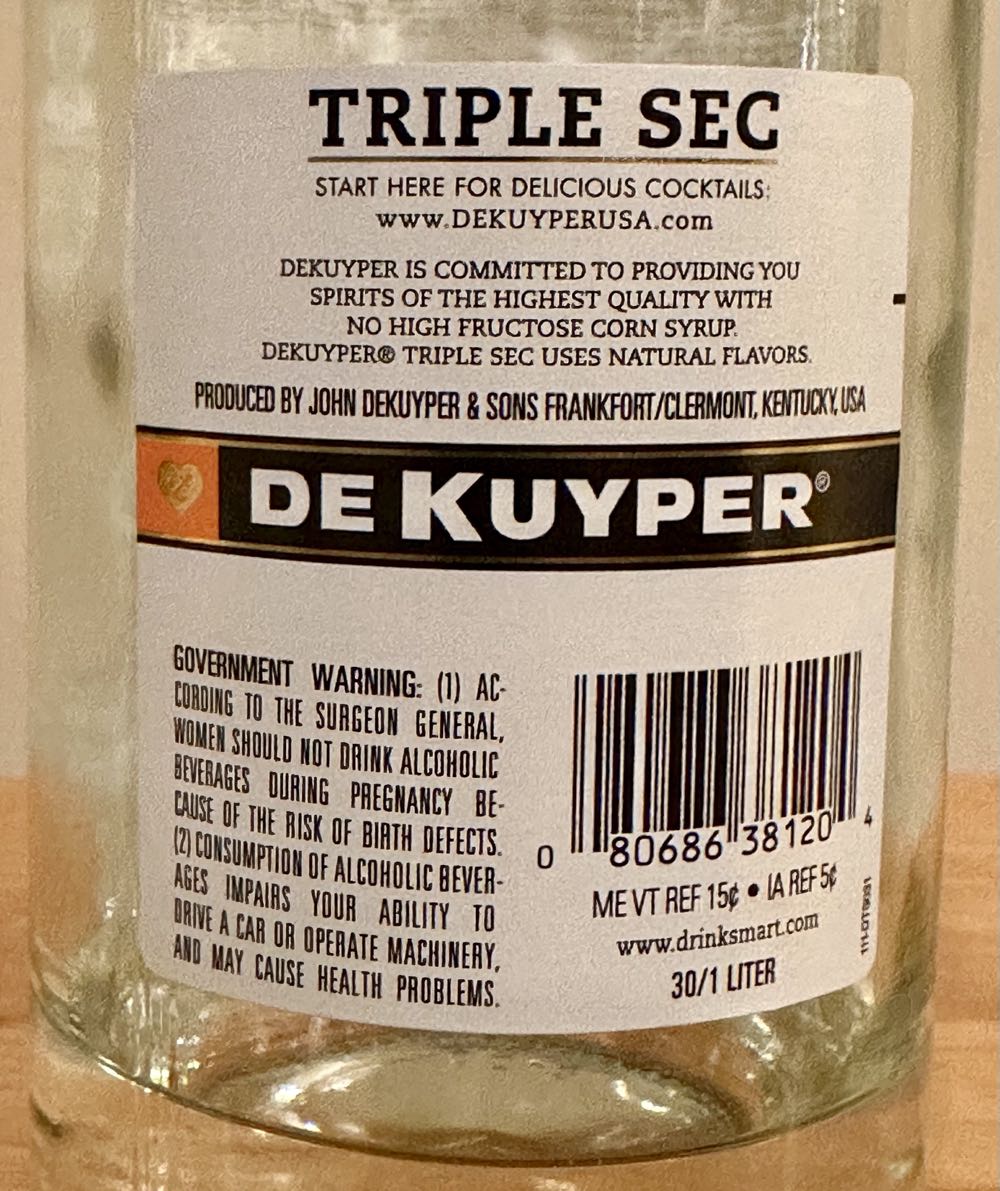 TRIPLE SEC
START HERE FOR DELICIOUS COCKTAILS:
www.DEKUYPERUSA.com
DEKUYPER IS COMMITTED TO PROVIDING YOU
SPIRITS OF THE HIGHEST QUALITY WITH
NO HIGH FRUCTOSE CORN SYRUP.
DEKUYPER® TRIPLE SEC USES NATURAL FLAVORS.
PRODUCED BY JOHN DEKUYPER & SONS FRANKFORT/CLERMONT, KENTUCKY, USA
DE KUYPER®
GOVERNMENT WARNING: (1) AC-
CORDING TO THE SURGEON GENERAL,
WOMEN SHOULD NOT DRINK ALCOHOLIC
BEVERAGES DURING PREGNANCY BE-
CAUSE OF THE RISK OF BIRTH DEFECTS.
(2) CONSUMPTION OF ALCOHOLIC BEVER-
AGES IMPAIRS YOUR ABILITY TO
DRIVE A CAR OR OPERATE MACHINERY,
AND MAY CAUSE HEALTH PROBLEMS.
0 80686 38120 4
ME VT REF 15¢ • IA REF 5¢
www.drinksmart.com
30/1 LITER